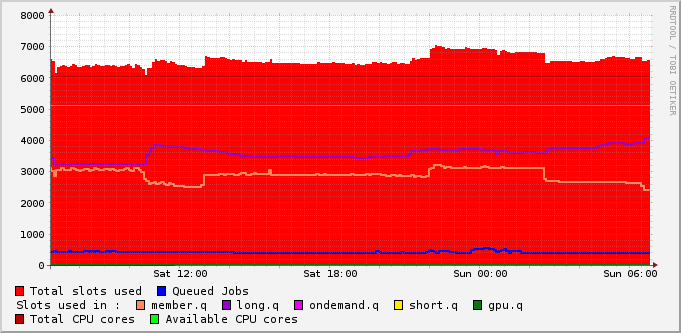 RRDTOOL / TOBI OETIKER
8000
7000
6000
5000
4000
3000
2000
1000
0
Sat 12:00 Sat 18:00 Sun 00:00 Sun 06:00
Total slots used Queued Jobs
Slots used in : member.q long.q ondemand.q short.q gpu.q
Total CPU cores Available CPU cores